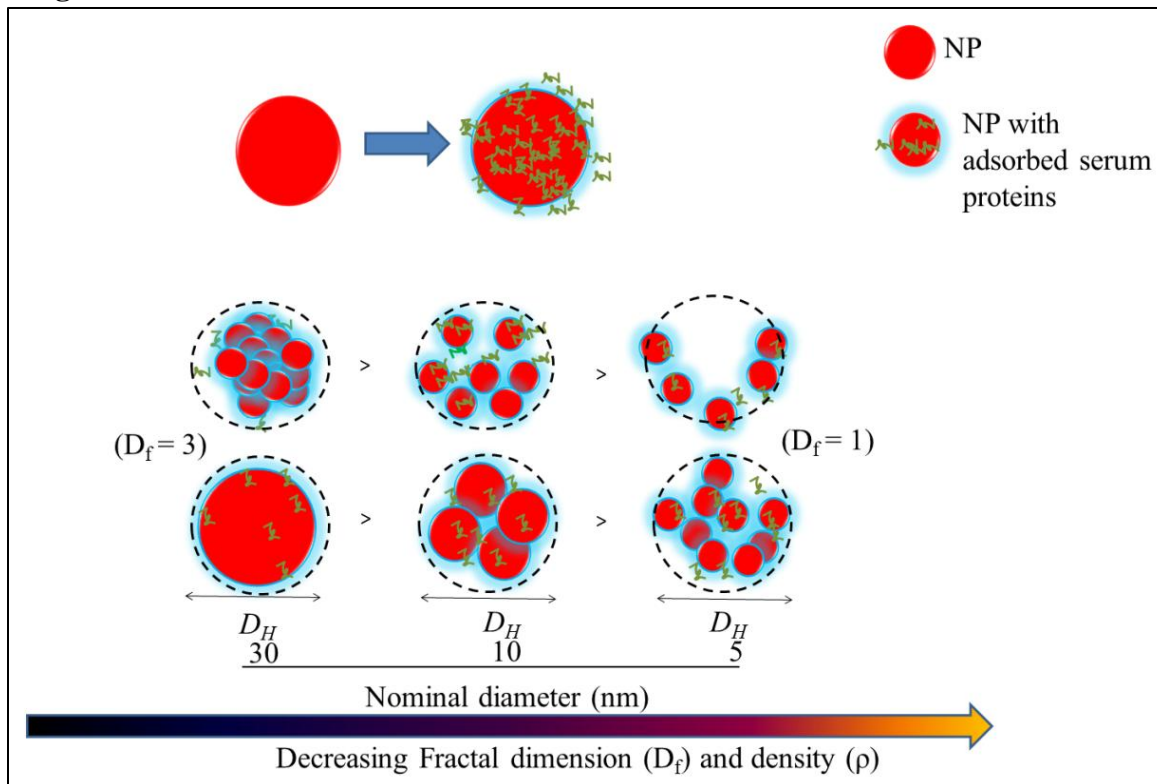 NP
NP with
adsorbed serum
proteins
> >
(D_f = 3) (D_f = 1)
> >
D_H D_H D_H
30 10 5
Nominal diameter (nm)
Decreasing Fractal dimension (D_f) and density (ρ)